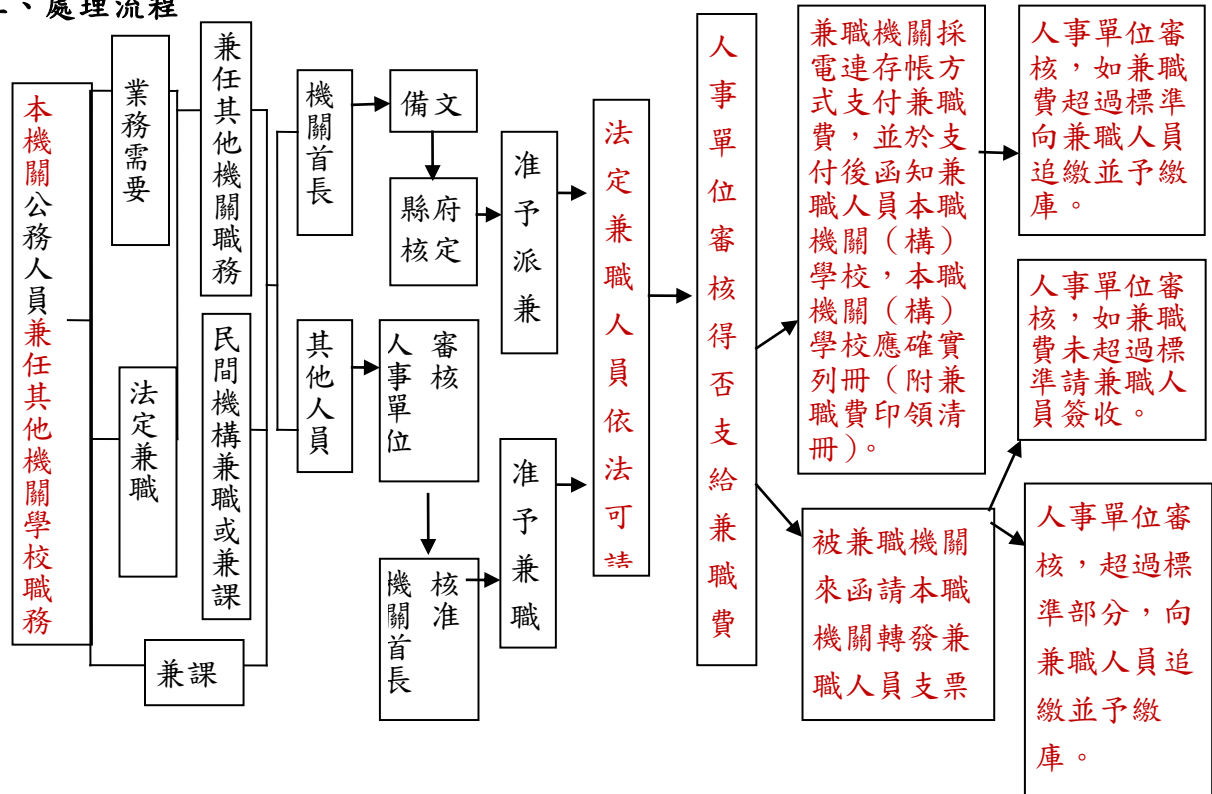 、處理流程
本機關公務人員兼任其他機關學校職務
業務需要
法定兼職
兼課
兼任其他機關職務
民間機構兼職或兼課
機關首長
其他人員
備文
縣府
核定
審核
人事單位
核准
機關首長
准予派兼
准予兼職
法定兼職人員依法可請
人事單位審核得否支給兼職費
兼職機關採
電連存帳方
式支付兼職
費,並於支
付後函知兼
職人員本職
機關(構)
學校,本職
機關(構)
學校應確實
列冊(附兼
職費印領清
冊)。
被兼職機關
來函請本職
機關轉發兼
職人員支票
人事單位審
核,如兼職
費超過標準
向兼職人員
追繳並予繳
庫。
人事單位審
核,如兼職
費未超過標
準請兼職人
員簽收。
人事單位審
核,超過標
準部分,向
兼職人員追
繳並予繳
庫。